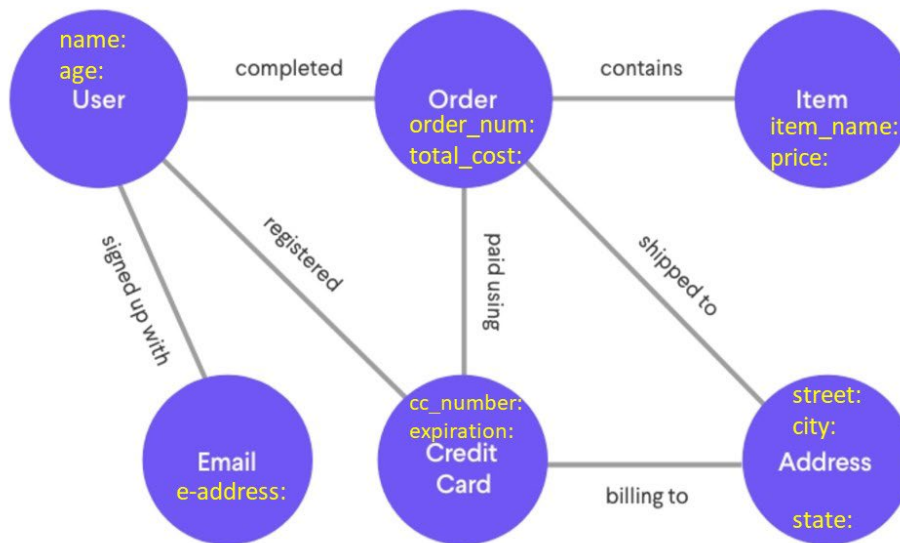 name:
age:
User
completed
Order
order_num:
total_cost:
contains
Item
item_name:
price:
signed up with
registered
paid using
shipped to
Email
e-address:
cc_number:
expiration:
Credit
Card
billing to
street:
city:
Address
state: